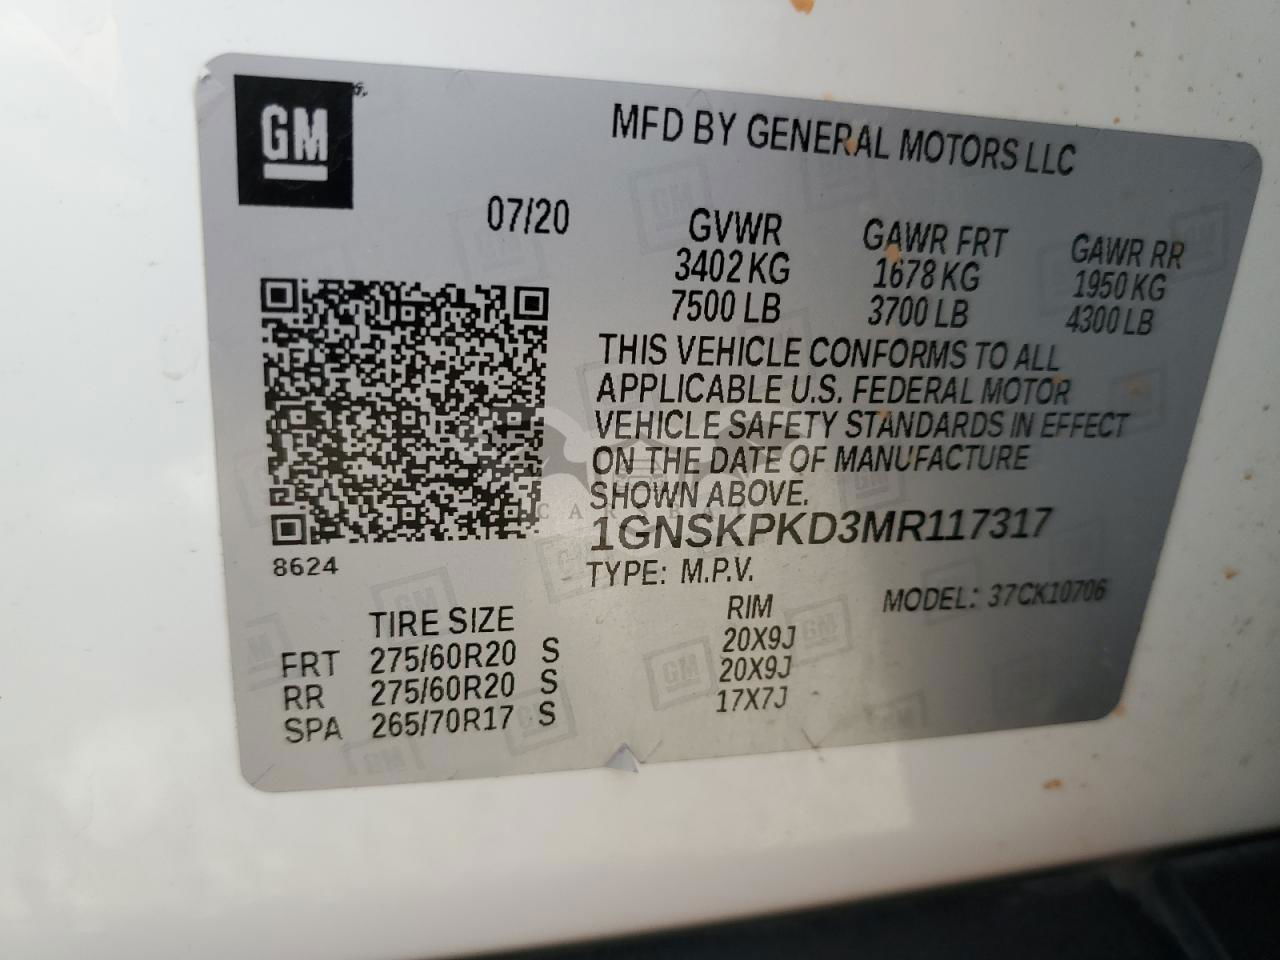 GM
MFD BY GENERAL MOTORS LLC
07/20
GVWR GAWR FRT GAWR RR
3402 KG 1678 KG 1950 KG
7500 LB 3700 LB 4300 LB
THIS VEHICLE CONFORMS TO ALL
APPLICABLE U.S. FEDERAL MOTOR
VEHICLE SAFETY STANDARDS IN EFFECT
ON THE DATE OF MANUFACTURE
SHOWN ABOVE.
1GNSKPKD3MR117317
8624
TYPE: M.P.V. MODEL: 37CK10706
TIRE SIZE RIM
FRT 275/60R20 S 20X9J
RR 275/60R20 S 20X9J
SPA 265/70R17 S 17X7J